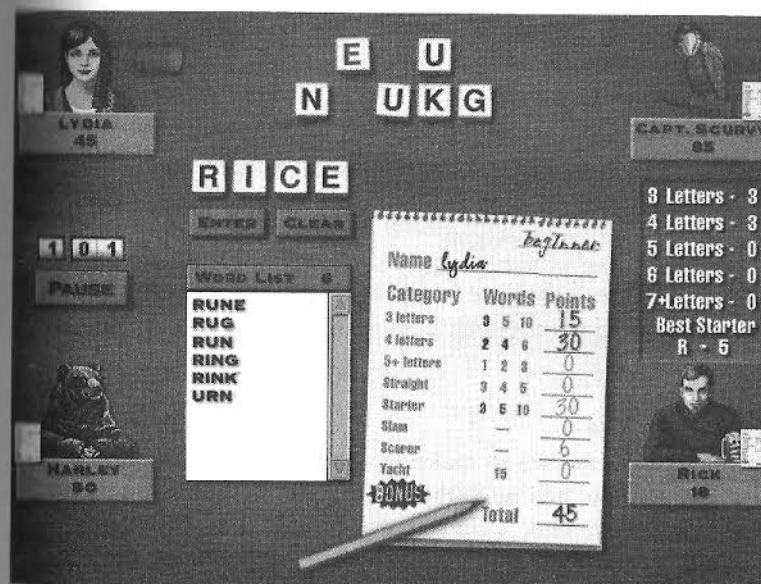 E U
N U K G
LYDIA
45
CAPT. SCURVY
85
R I C E
ENTER CLEAR
1 0 1
PAUSE
WORD LIST 6
RUNE
RUG
RUN
RING
RINK
URN
beginner
Name lydia
Category Words Points
3 letters 3 5 10 15
4 letters 2 4 6 30
5+ letters 1 2 3 0
Straight 3 4 5 0
Starter 3 5 10 30
Slam — 0
Scorer — 6
Yacht 15 0
BONUS
Total 45
3 Letters - 3
4 Letters - 3
5 Letters - 0
6 Letters - 0
7+Letters - 0
Best Starter
R - 5
HARLEY
80
RICK
18